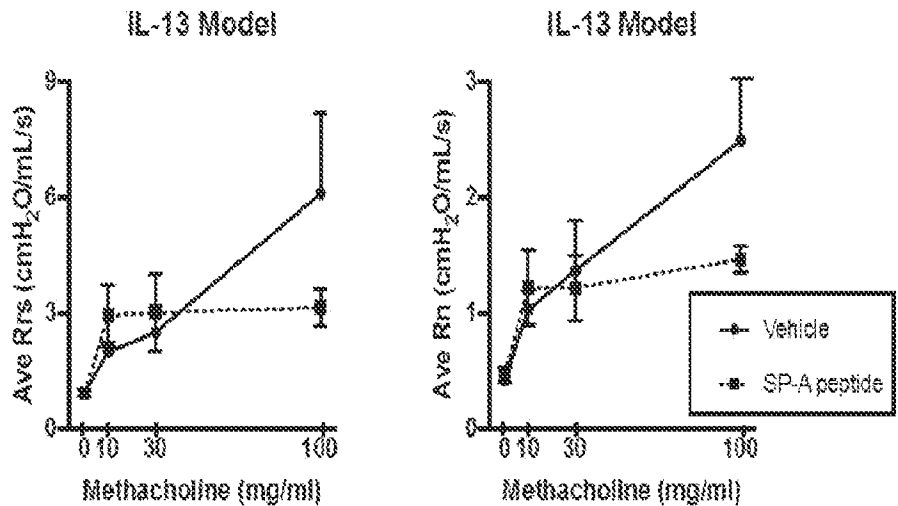 IL-13 Model
Ave Rrs (cmH₂O/mL/s)
9
6
3
0
0 10 30 100
Methacholine (mg/ml)
IL-13 Model
Ave Rn (cmH₂O/mL/s)
3
2
1
0
0 10 30 100
Methacholine (mg/ml)
Vehicle
SP-A peptide